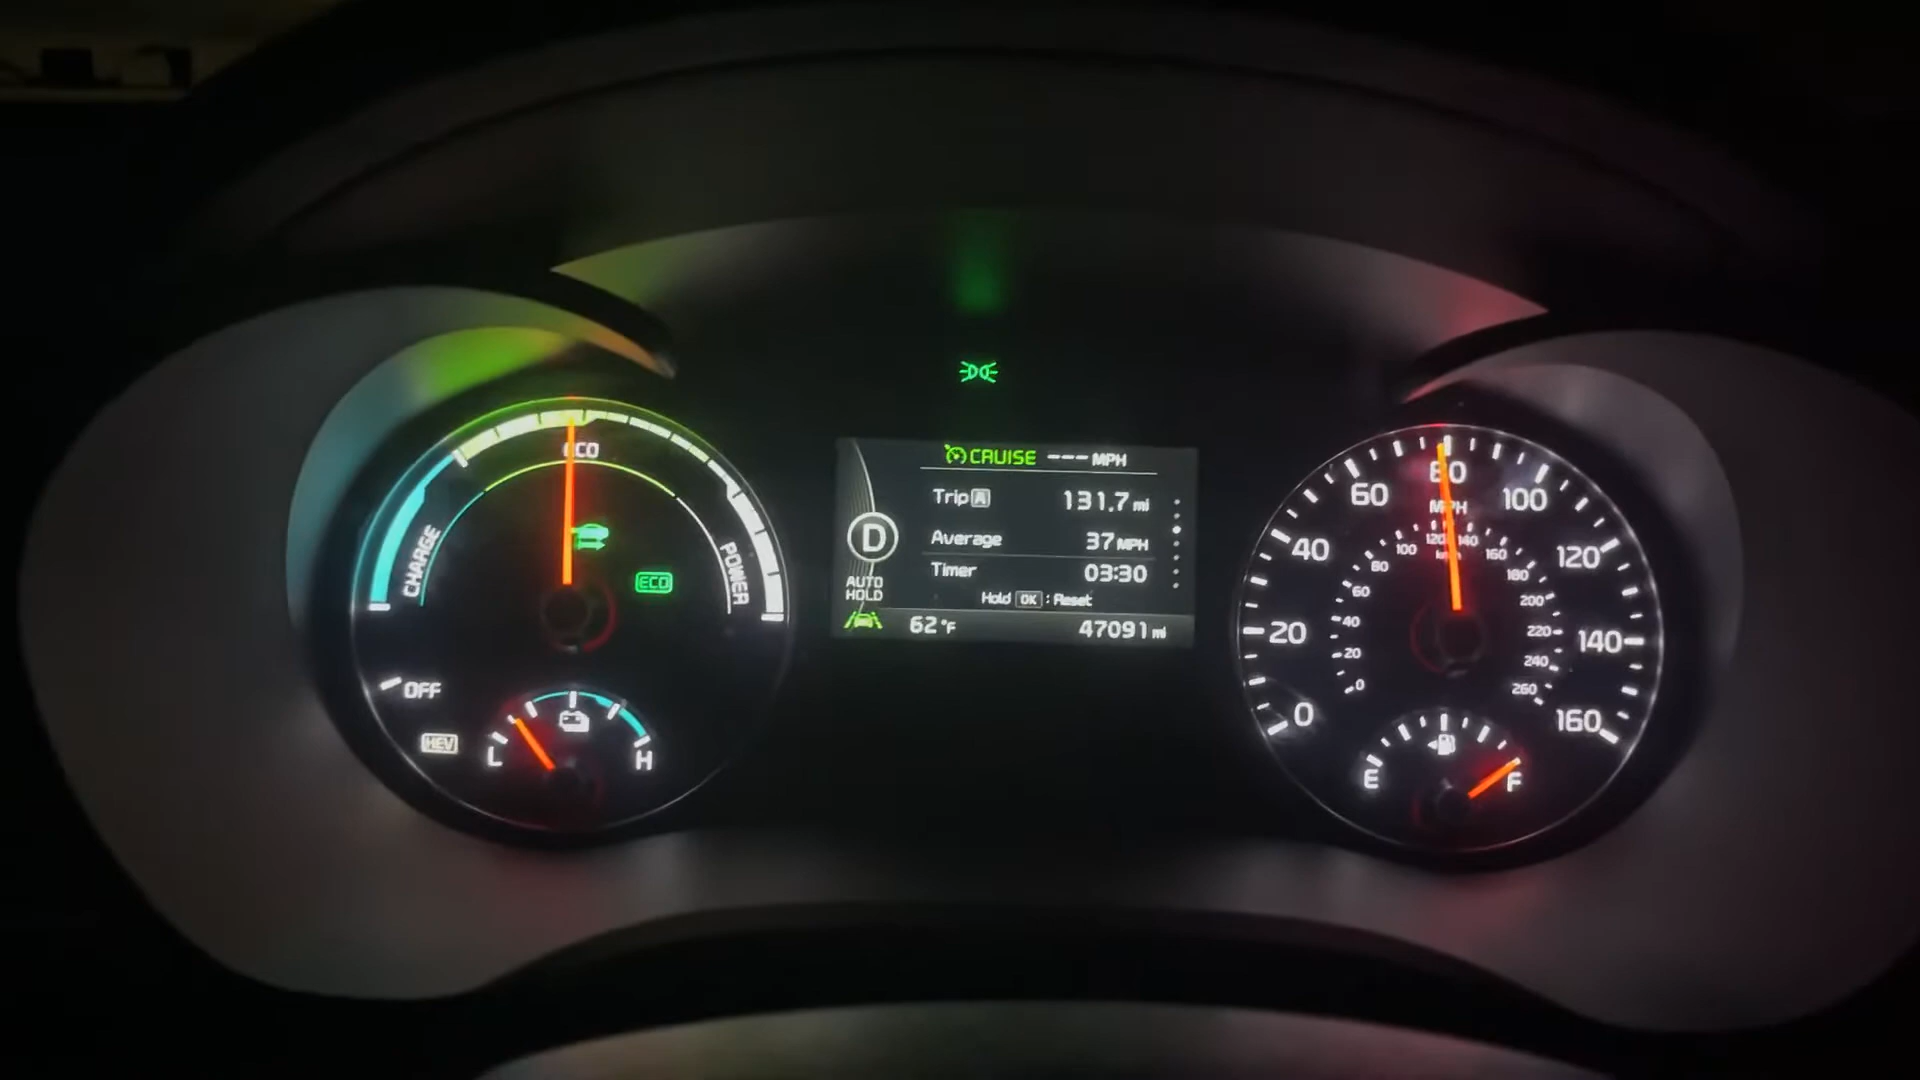 CRUISE --- MPH
Trip A 131.7 mi
Average 37 MPH
Timer 03:30
Hold OK : Reset
62°F 47091 mi
D
AUTO
HOLD
CHARGE
ECO
POWER
ECO
OFF
HEV
L H
0 20 40 60 80 100 120 140 160
MPH
0 20 40 60 80 100 120 140 160 180 200 220 240 260
km/h
E F